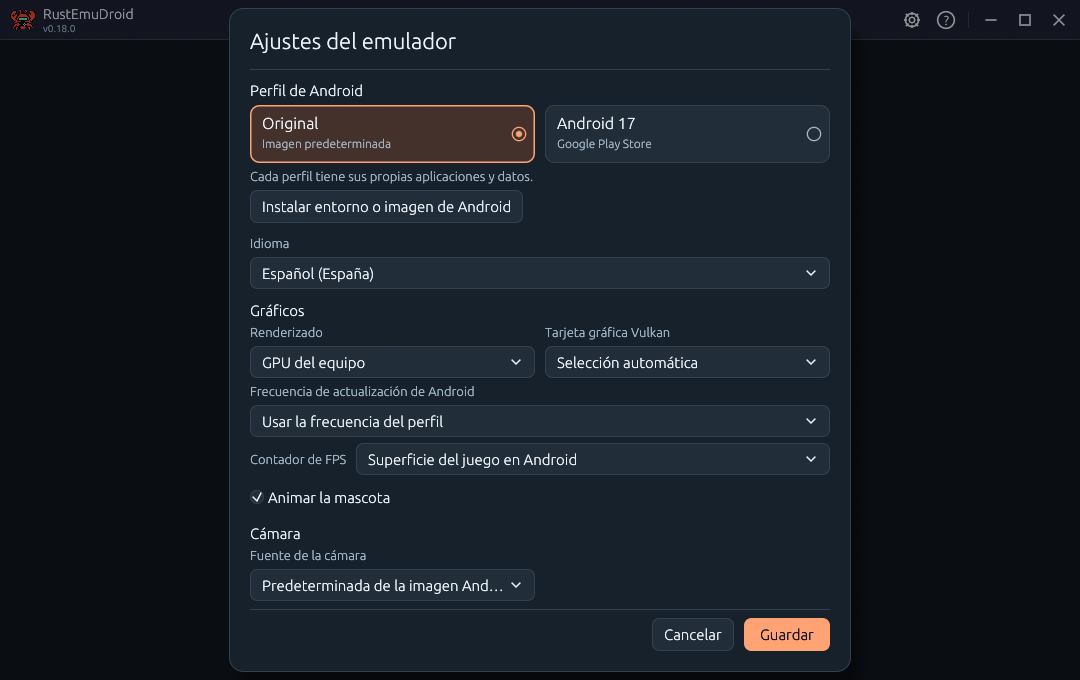 RustEmuDroid
v0.18.0
Ajustes del emulador
Perfil de Android
Original
Imagen predeterminada
Android 17
Google Play Store
Cada perfil tiene sus propias aplicaciones y datos.
Instalar entorno o imagen de Android
Idioma
Español (España)
Gráficos
Renderizado
Tarjeta gráfica Vulkan
GPU del equipo
Selección automática
Frecuencia de actualización de Android
Usar la frecuencia del perfil
Contador de FPS
Superficie del juego en Android
Animar la mascota
Cámara
Fuente de la cámara
Predeterminada de la imagen And...
Cancelar
Guardar